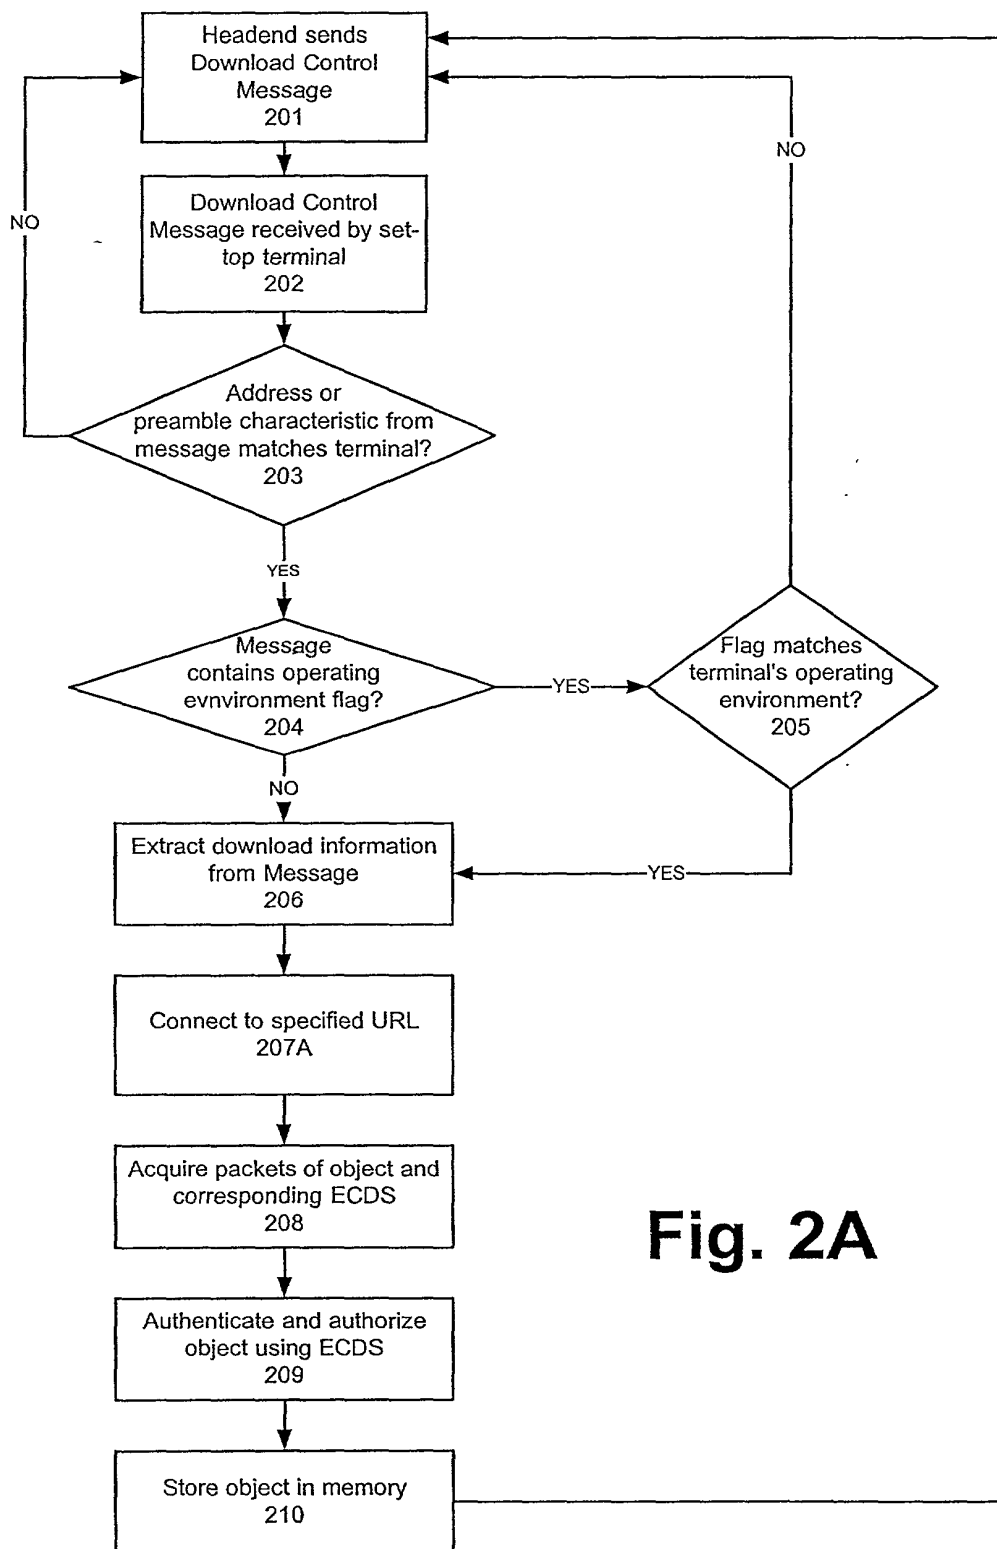 Headend sends
Download Control
Message
201
NO
NO
Download Control
Message received by set-
top terminal
202
Address or
preamble characteristic from
message matches terminal?
203
YES
Message
contains operating
evnvironment flag?
204
YES
Flag matches
terminal's operating
environment?
205
NO
Extract download information
from Message
206
YES
Connect to specified URL
207A
Acquire packets of object and
corresponding ECDS
208
Fig. 2A
Authenticate and authorize
object using ECDS
209
Store object in memory
210